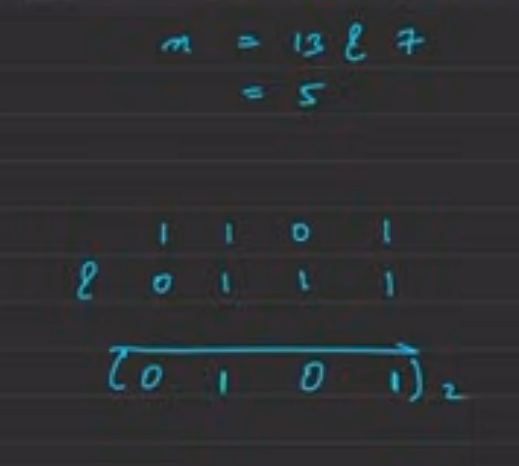 n = 13 & 7
= 5
1 1 0 1
& 0 1 1 1
(0 1 0 1)₂